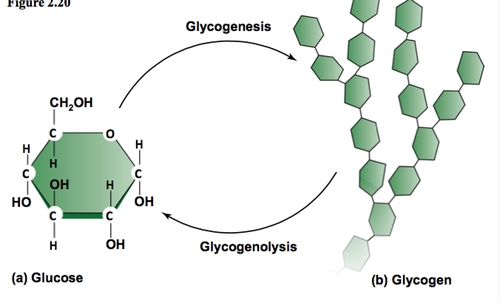 Figure 2.20
Glycogenesis
CH₂OH
C
O
H
H
H
C
OH
H
C
HO
C
C
OH
H
OH
Glycogenolysis
(a) Glucose
(b) Glycogen